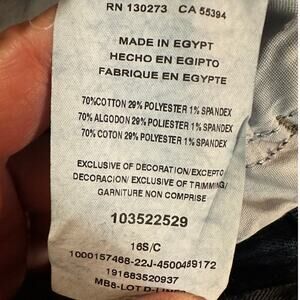 RN 130273 CA 55394
MADE IN EGYPT
HECHO EN EGIPTO
FABRIQUE EN EGYPTE
70%COTTON 29% POLYESTER 1% SPANDEX
70% ALGODON 29% POLIESTER 1% SPANDEX
70% COTON 29% POLYESTER 1% SPANDEX
EXCLUSIVE OF DECORATION/EXCEPTO
DECORACION/ EXCLUSIVE OF TRIMMING/
GARNITURE NON COMPRISE
103522529
16S/C
1000157468-22J-4500489172
191683520937
MB8-LOT